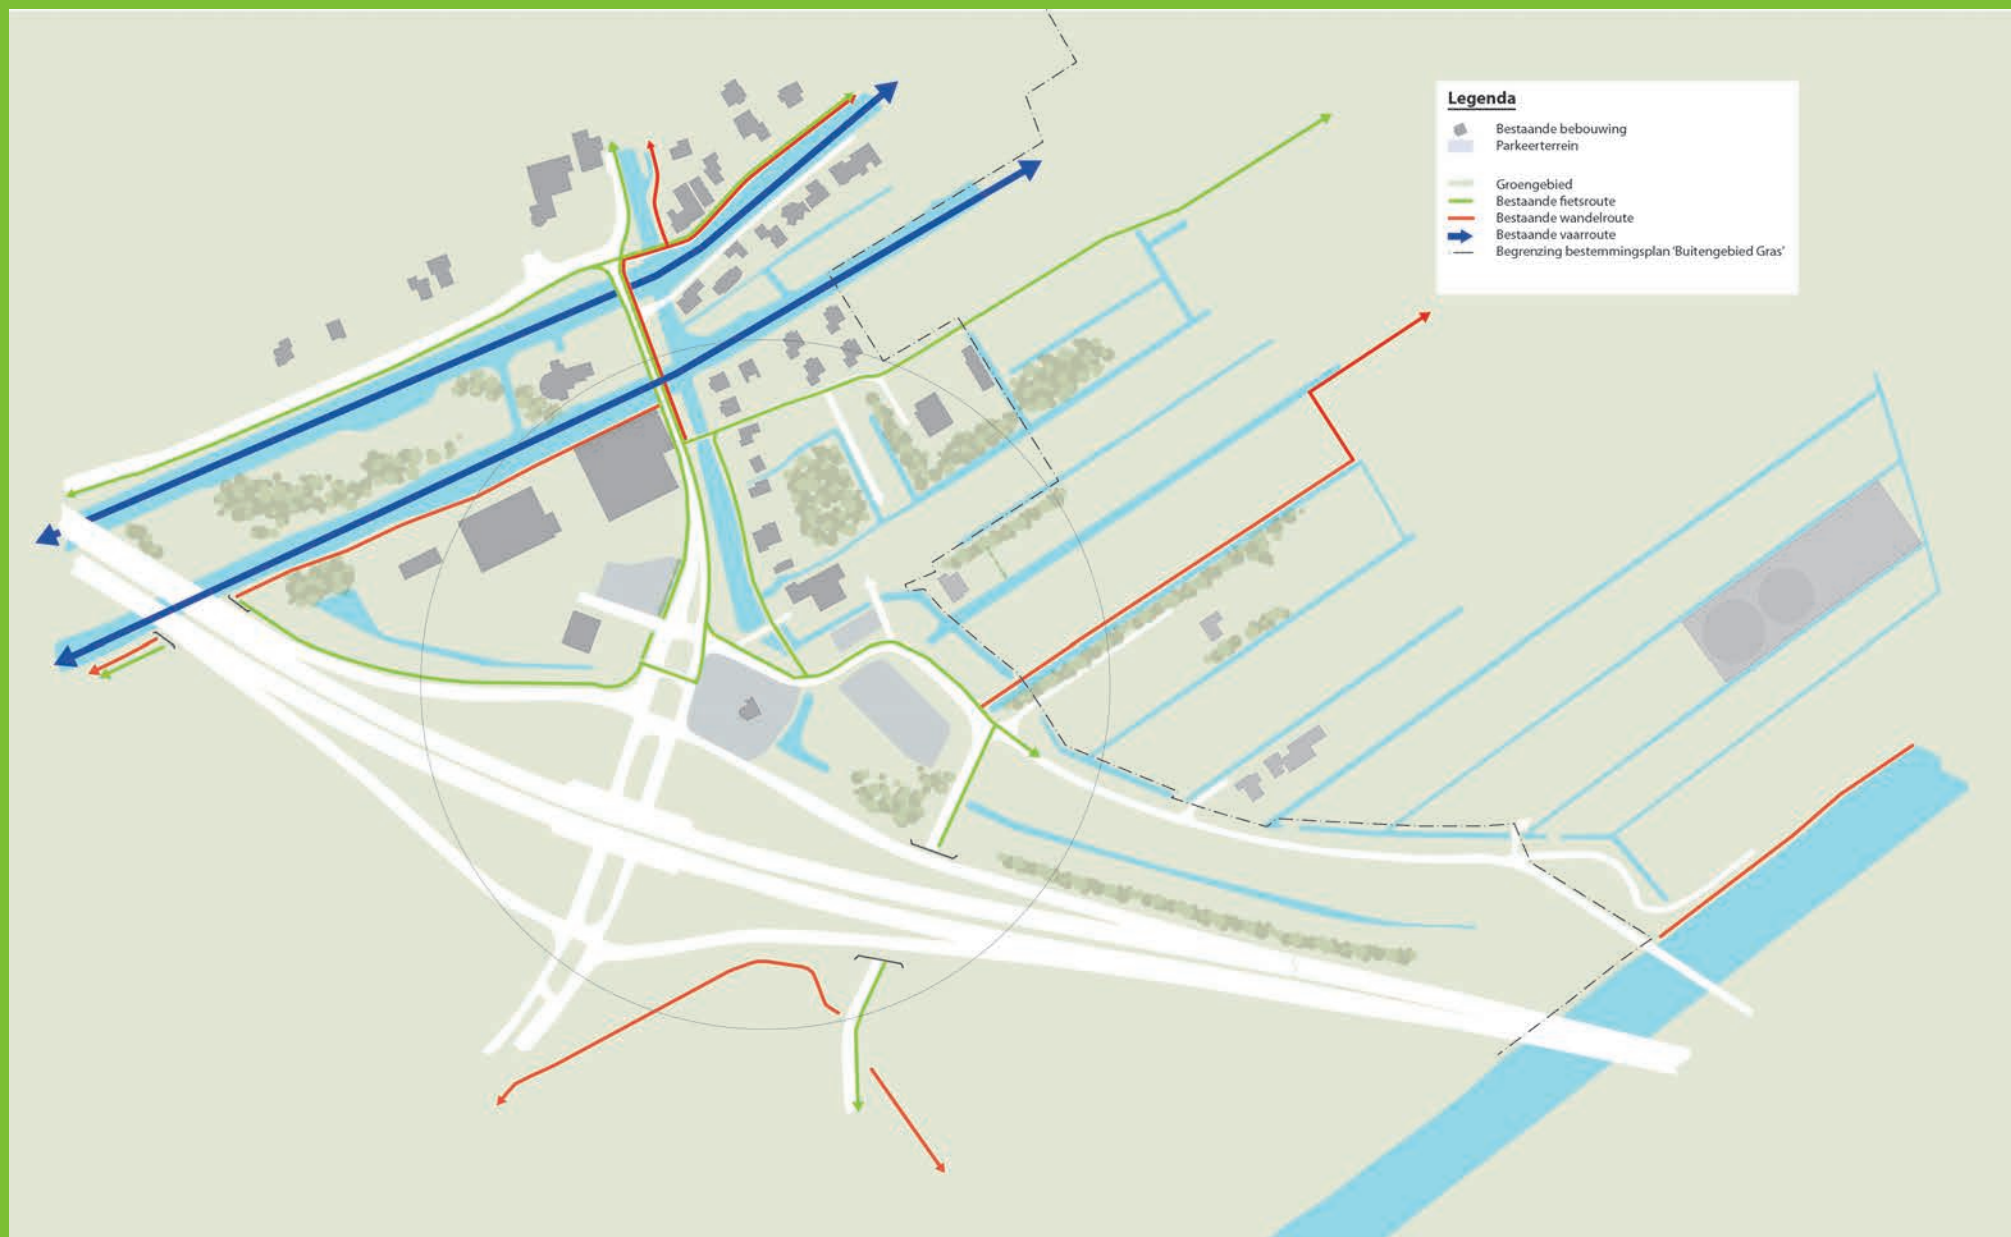 Legenda
Bestaande bebouwing
Parkeerterrein
Groengebied
Bestaande fietsroute
Bestaande wandelroute
Bestaande vaarroute
Begrenzing bestemmingsplan ‘Buitengebied Gras’